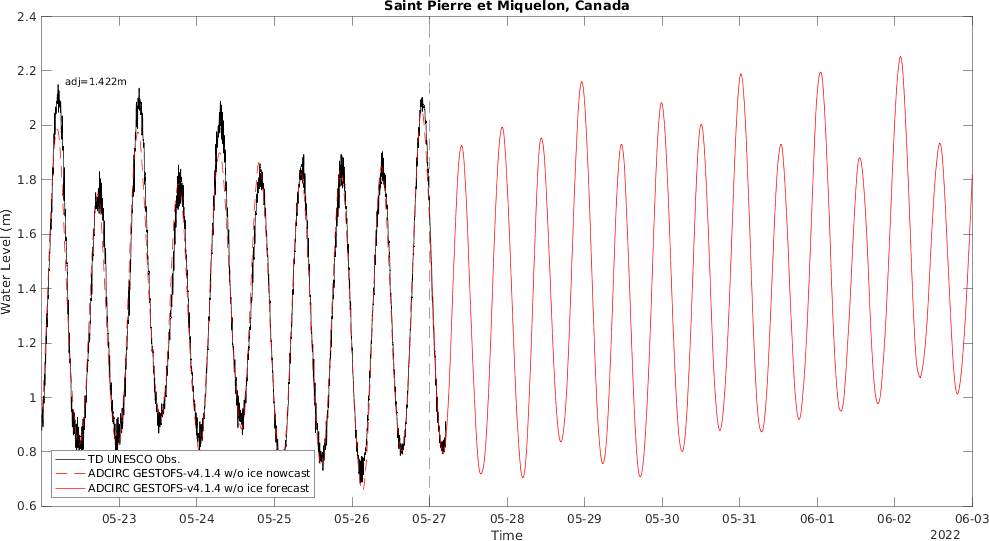 Saint Pierre et Miquelon, Canada
2.4
2.2
2
1.8
1.6
1.4
1.2
1
0.8
0.6
Water Level (m)
adj=1.422m
TD UNESCO Obs.
ADCIRC GESTOFS-v4.1.4 w/o ice nowcast
ADCIRC GESTOFS-v4.1.4 w/o ice forecast
05-23 05-24 05-25 05-26 05-27 05-28 05-29 05-30 05-31 06-01 06-02 06-03
Time
2022